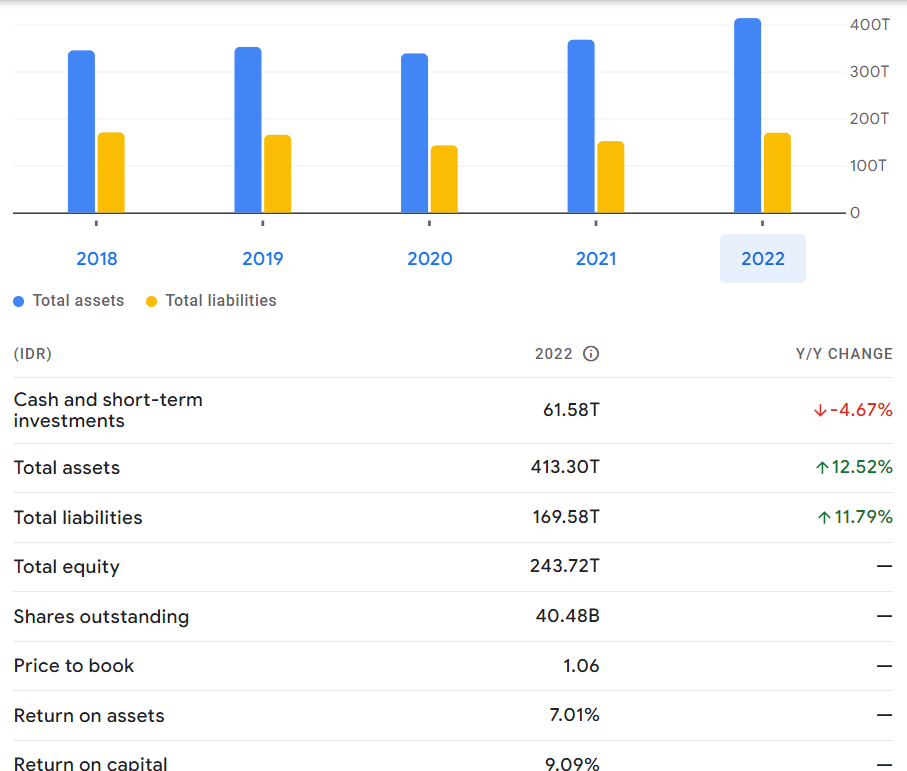 400T
300T
200T
100T
0
2018 2019 2020 2021 2022
Total assets Total liabilities
(IDR) 2022 Y/Y CHANGE
Cash and short-term
investments 61.58T -4.67%
Total assets 413.30T 12.52%
Total liabilities 169.58T 11.79%
Total equity 243.72T —
Shares outstanding 40.48B —
Price to book 1.06 —
Return on assets 7.01% —
Return on capital 9.09% —